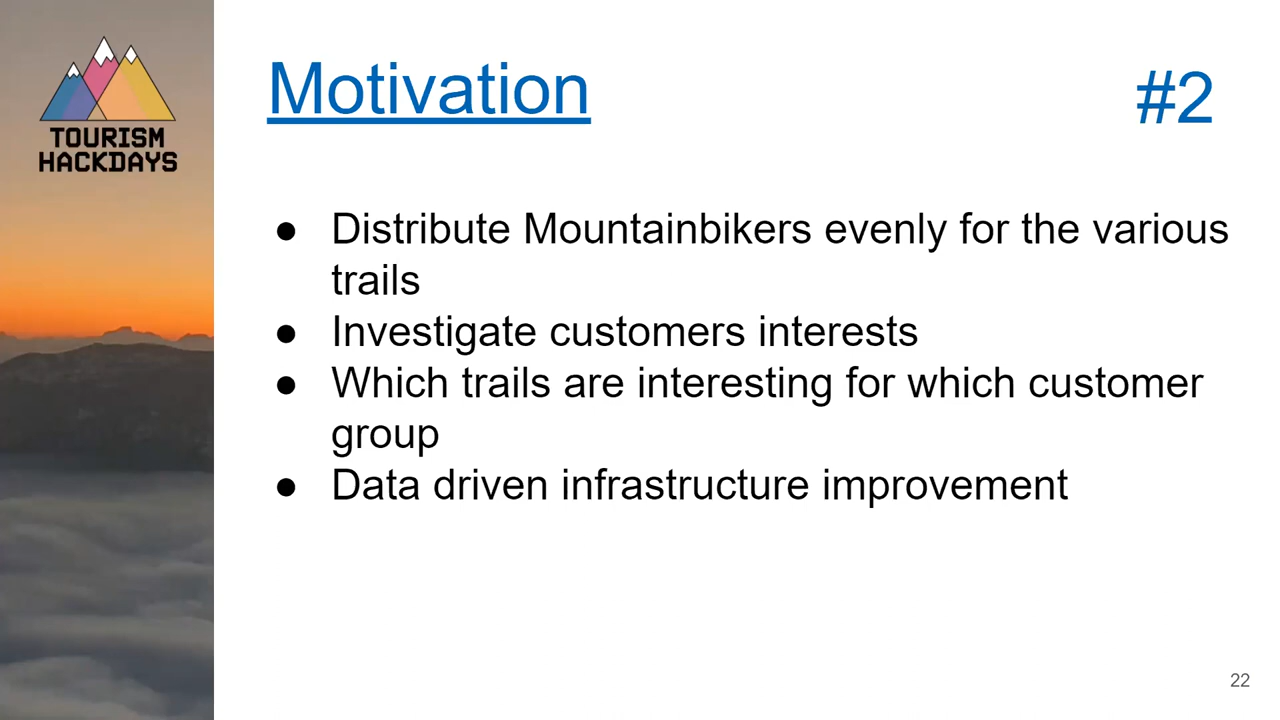 TOURISM
HACKDAYS
Motivation
#2
● Distribute Mountainbikers evenly for the various
trails
● Investigate customers interests
● Which trails are interesting for which customer
group
● Data driven infrastructure improvement
22